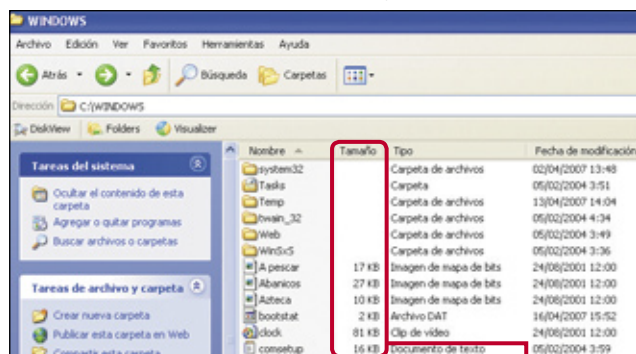 WINDOWS
Archivo Edición Ver Favoritos Herramientas Ayuda
Atrás Búsqueda Carpetas
Dirección C:\WINDOWS
DiskView Folders Visualizer
Nombre Tamaño Tipo Fecha de modificación
Tareas del sistema
Ocultar el contenido de esta carpeta
Agregar o quitar programas
Buscar archivos o carpetas
Tareas de archivo y carpeta
Crear nueva carpeta
Publicar esta carpeta en Web
Compartir esta carpeta
system32 Carpeta de archivos 02/04/2007 13:48
Tasks Carpeta 05/02/2004 3:51
Temp Carpeta de archivos 13/04/2007 14:04
twain_32 Carpeta de archivos 05/02/2004 4:34
Web Carpeta de archivos 05/02/2004 3:49
WinSxS Carpeta de archivos 05/02/2004 3:36
A pescar 17 KB Imagen de mapa de bits 24/08/2001 12:00
Abanicos 27 KB Imagen de mapa de bits 24/08/2001 12:00
Azteca 10 KB Imagen de mapa de bits 24/08/2001 12:00
bootstat 2 KB Archivo DAT 16/04/2007 15:52
clock 81 KB Clip de vídeo 24/08/2001 12:00
comsetup 16 KB Documento de texto 05/02/2004 3:59